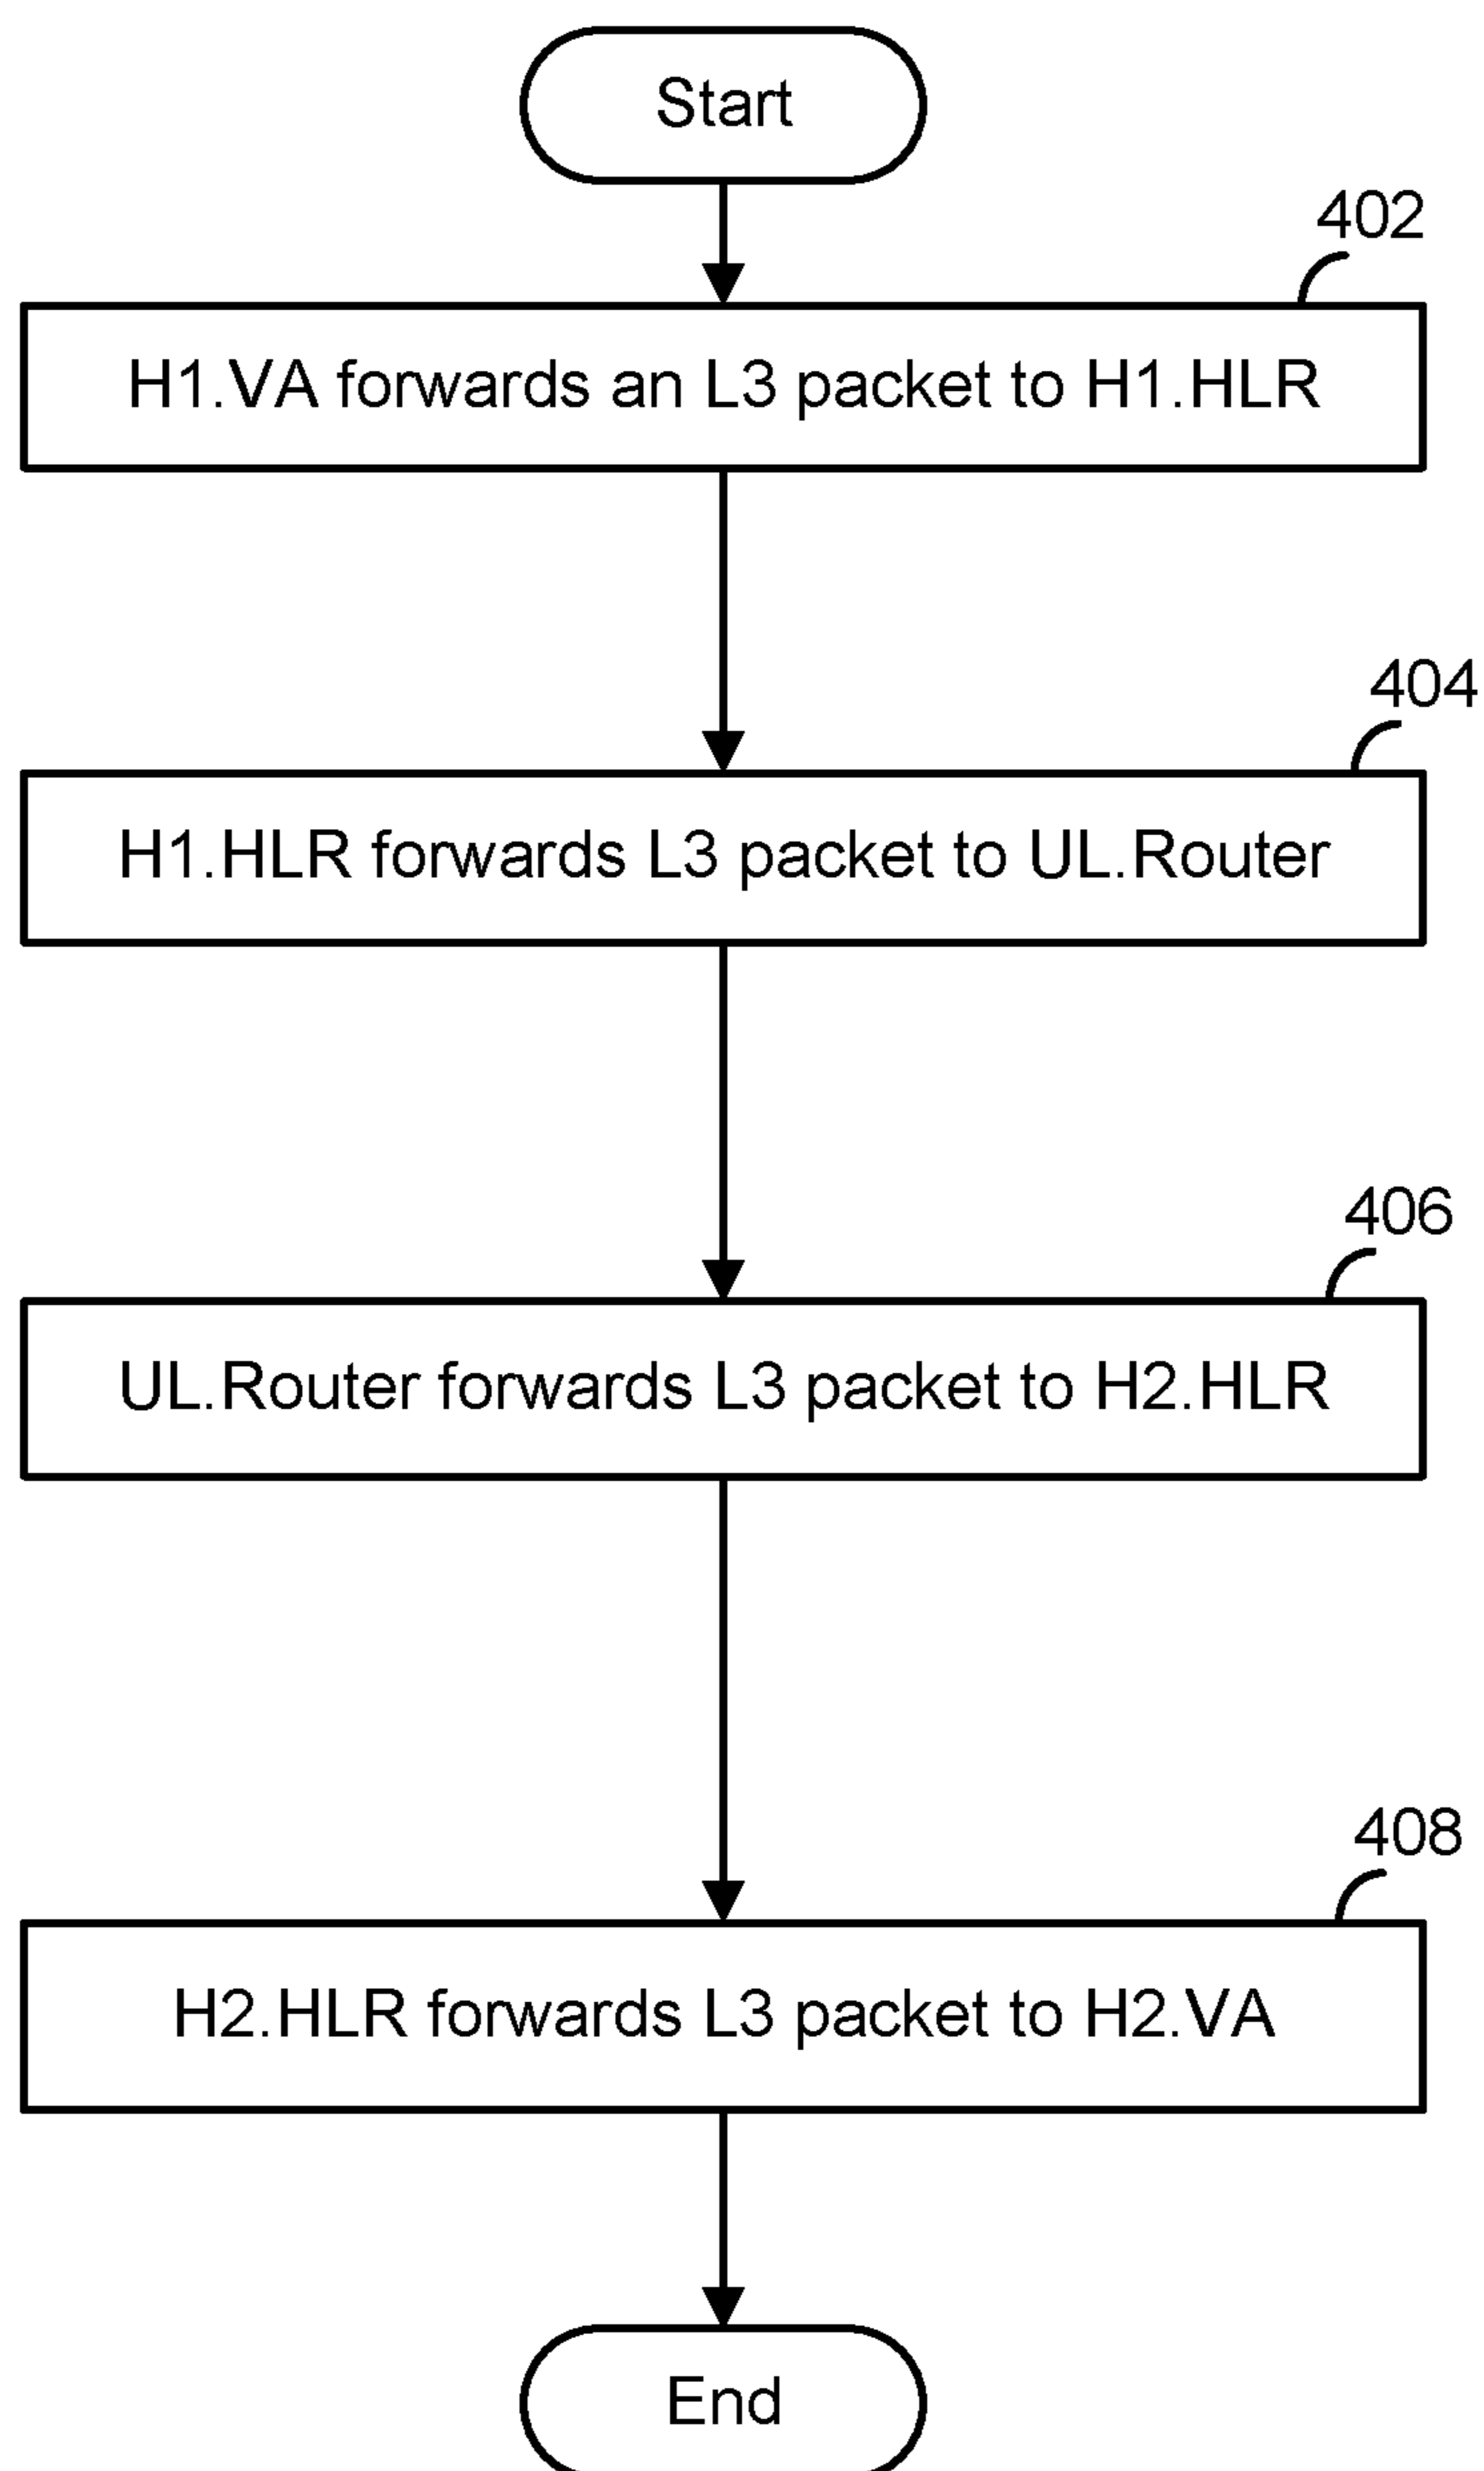 Start
402
H1.VA forwards an L3 packet to H1.HLR
404
H1.HLR forwards L3 packet to UL.Router
406
UL.Router forwards L3 packet to H2.HLR
408
H2.HLR forwards L3 packet to H2.VA
End